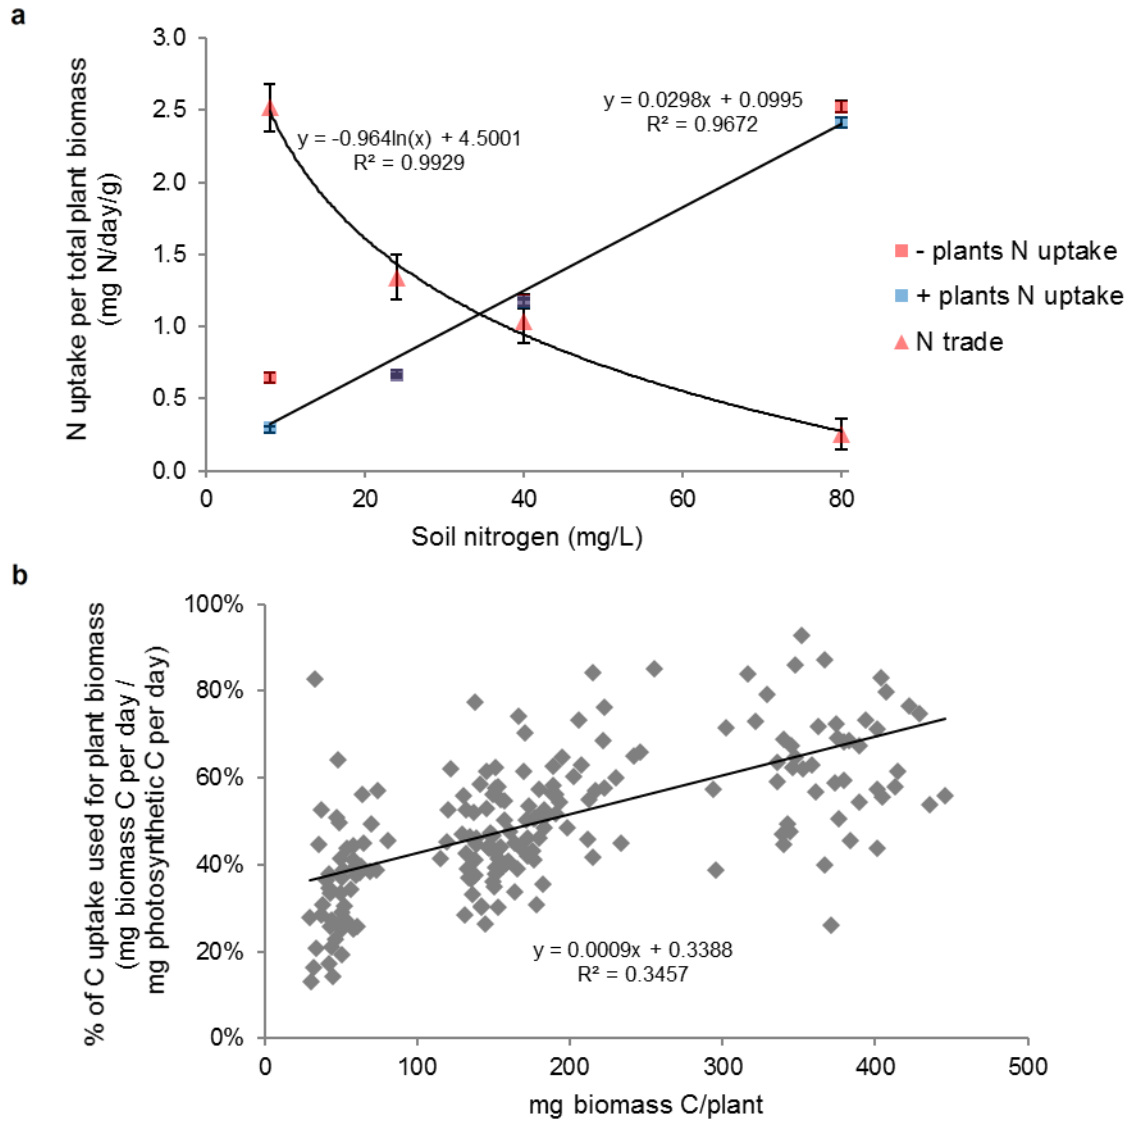 a
N uptake per total plant biomass
(mg N/day/g)
3.0
2.5
2.0
1.5
1.0
0.5
0.0
y = -0.964ln(x) + 4.5001
R² = 0.9929
y = 0.0298x + 0.0995
R² = 0.9672
- plants N uptake
+ plants N uptake
N trade
0 20 40 60 80
Soil nitrogen (mg/L)
b
% of C uptake used for plant biomass
(mg biomass C per day /
mg photosynthetic C per day)
100%
80%
60%
40%
20%
0%
y = 0.0009x + 0.3388
R² = 0.3457
0 100 200 300 400 500
mg biomass C/plant